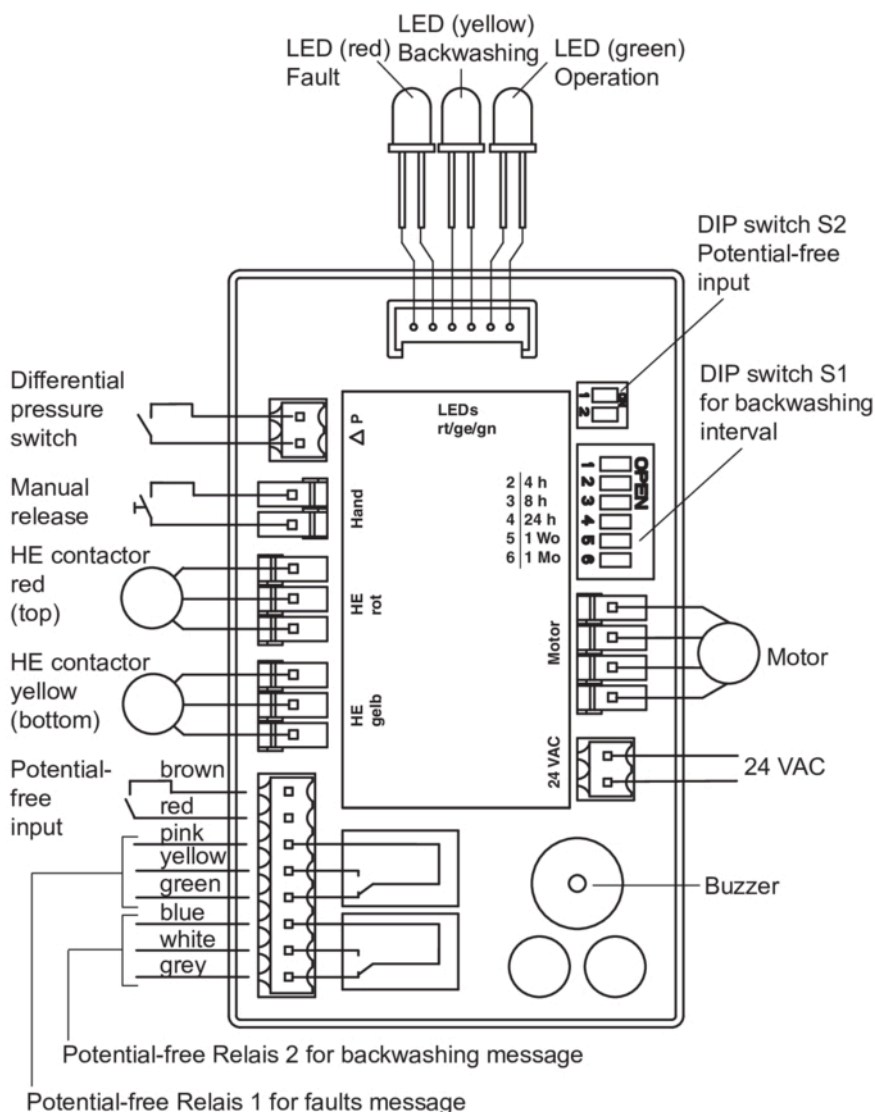 LED (yellow)
Backwashing
LED (red)
Fault
LED (green)
Operation
DIP switch S2
Potential-free
input
DIP switch S1
for backwashing
interval
Differential
pressure
switch
Manual
release
HE contactor
red
(top)
HE contactor
yellow
(bottom)
Potential-
free
input
brown
red
pink
yellow
green
blue
white
grey
△ P
Hand
HE
rot
HE
gelb
LEDs
rt/ge/gn
2 | 4 h
3 | 8 h
4 | 24 h
5 | 1 Wo
6 | 1 Mo
Motor
24 VAC
1
2
ON
1
2
3
4
5
6
OPEN
Motor
24 VAC
Buzzer
Potential-free Relais 2 for backwashing message
Potential-free Relais 1 for faults message